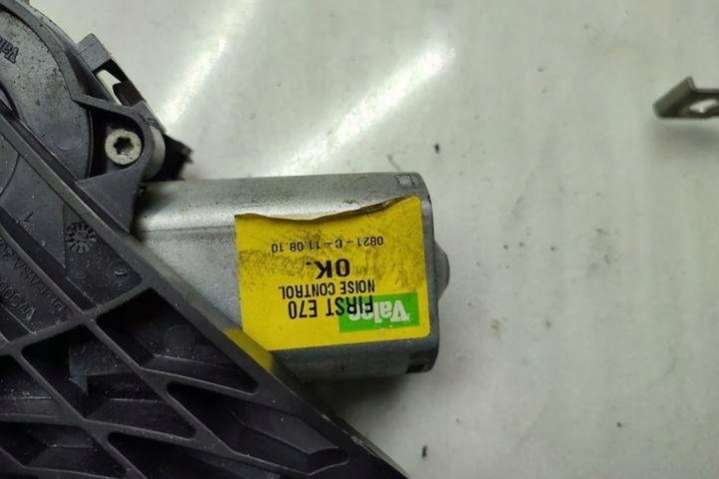 Valeo
FIRST E70
NOISE CONTROL
OK.
0821 - C - 11.08.10